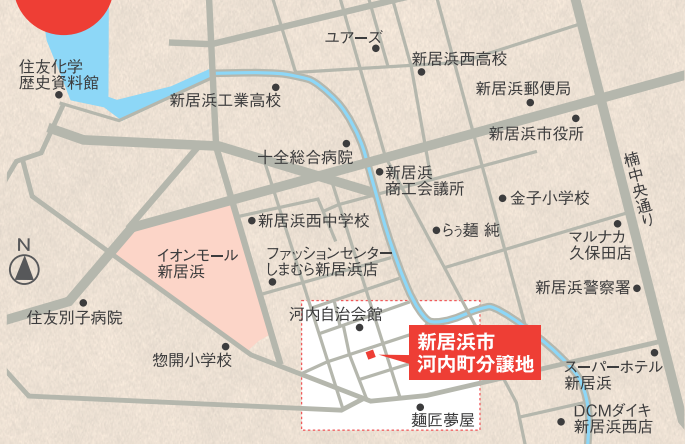 ユアーズ
新居浜西高校
住友化学
歴史資料館
新居浜工業高校
新居浜郵便局
新居浜市役所
十全総合病院
新居浜
商工会議所
楠中央通り
金子小学校
新居浜西中学校
らぅ麺 純
マルナカ
久保田店
イオンモール
新居浜
ファッションセンター
しまむら新居浜店
N
新居浜警察署
住友別子病院
河内自治会館
新居浜市
河内町分譲地
惣開小学校
スーパーホテル
新居浜
麺匠夢屋
DCMダイキ
新居浜西店